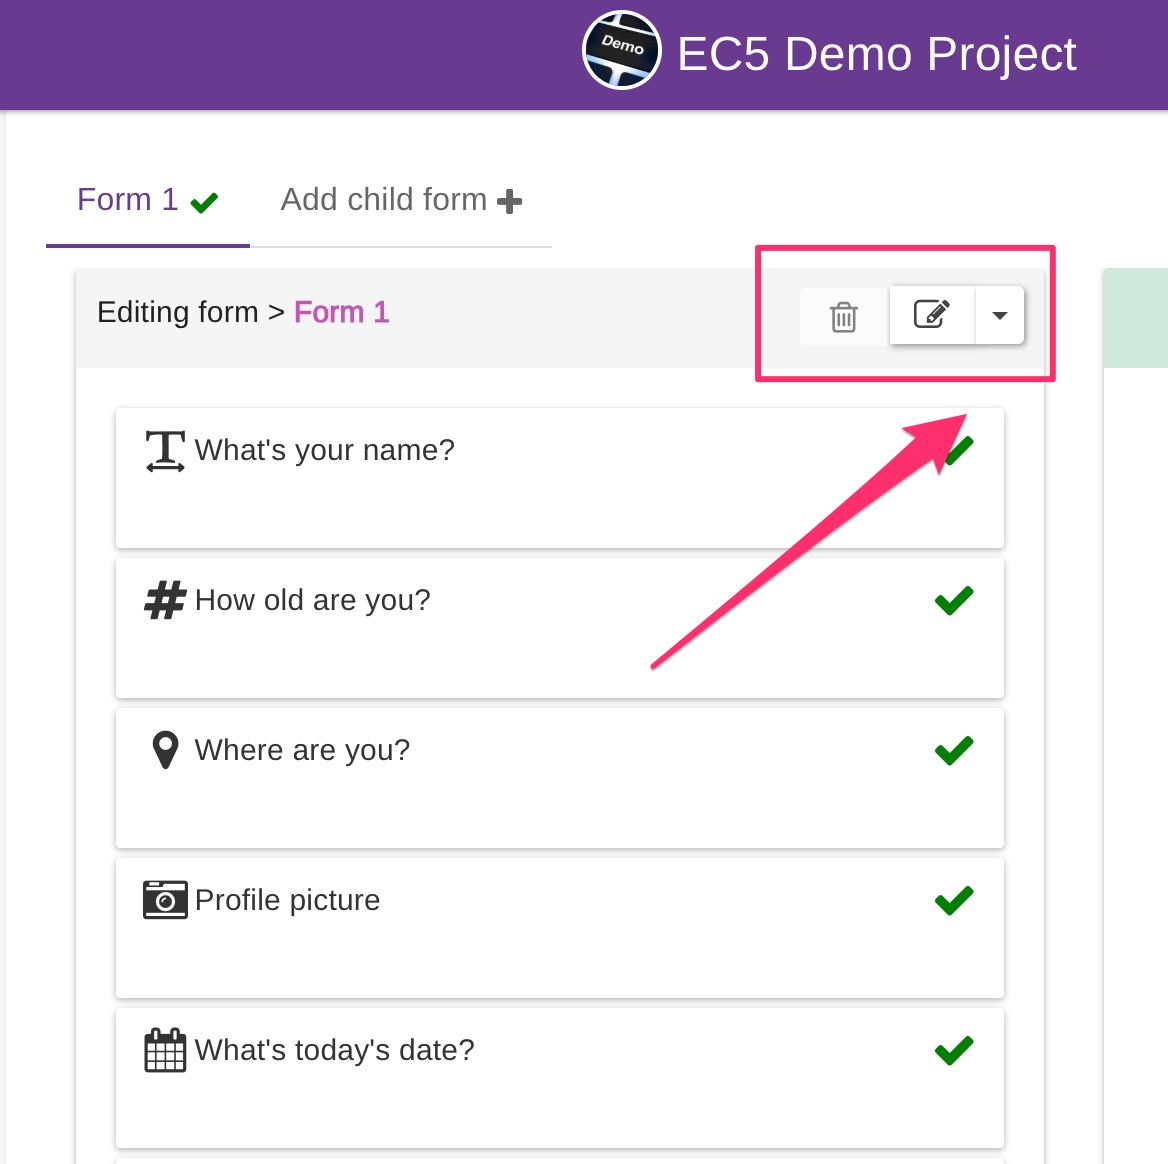 Demo
EC5 Demo Project
Form 1
Add child form
Editing form > Form 1
What's your name?
How old are you?
Where are you?
Profile picture
What's today's date?